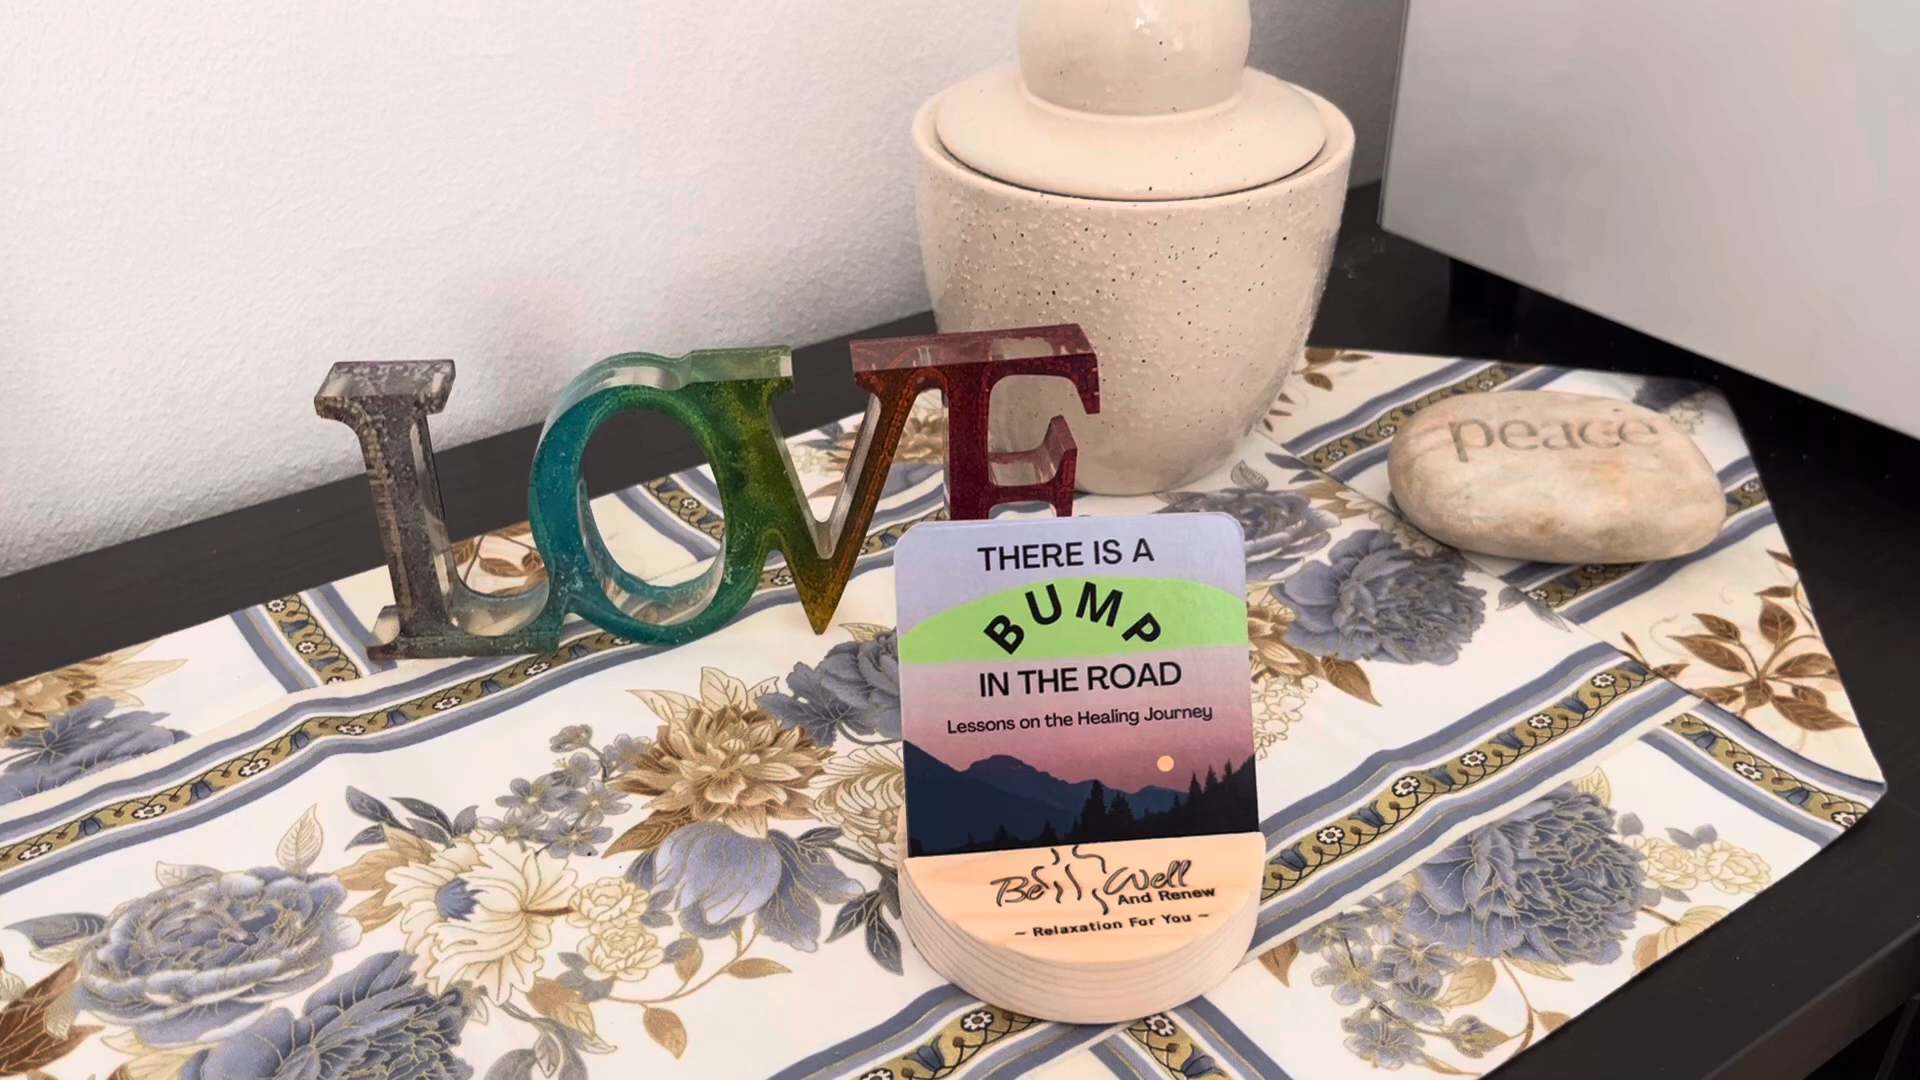 LOVE
peace
THERE IS A
BUMP
IN THE ROAD
Lessons on the Healing Journey
Be Well
And Renew
~ Relaxation For You ~